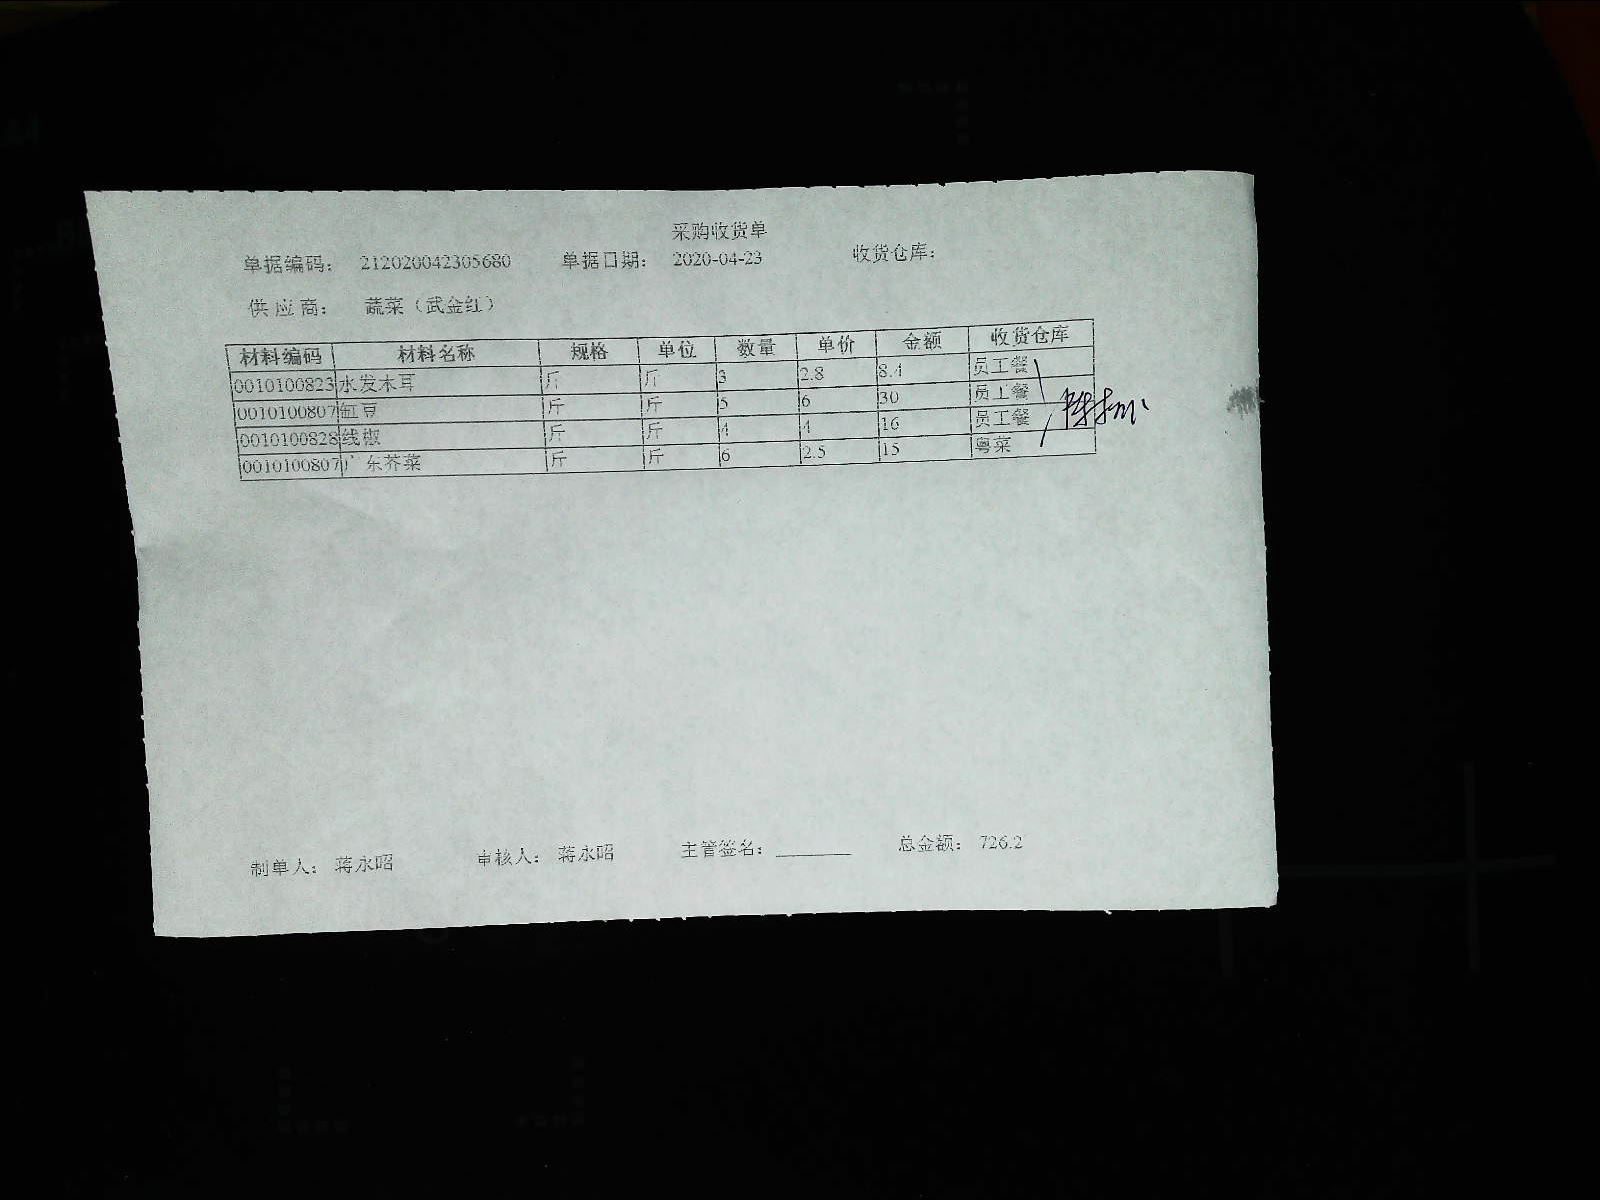 采购收货单
单据编码： 212020042305680 单据日期： 2020-04-23 收货仓库：
供 应 商： 蔬菜（武金红）
材料编码 材料名称 规格 单位 数量 单价 金额 收货仓库
0010100823 水发木耳 斤 斤 3 2.8 8.4 员工餐
0010100807 缸豆 斤 斤 5 6 30 员工餐
0010100828 线椒 斤 斤 4 4 16 员工餐
0010100807 广东芥菜 斤 斤 6 2.5 15 粤菜
制单人： 蒋永昭 审核人： 蒋永昭 主管签名： 总金额： 726.2